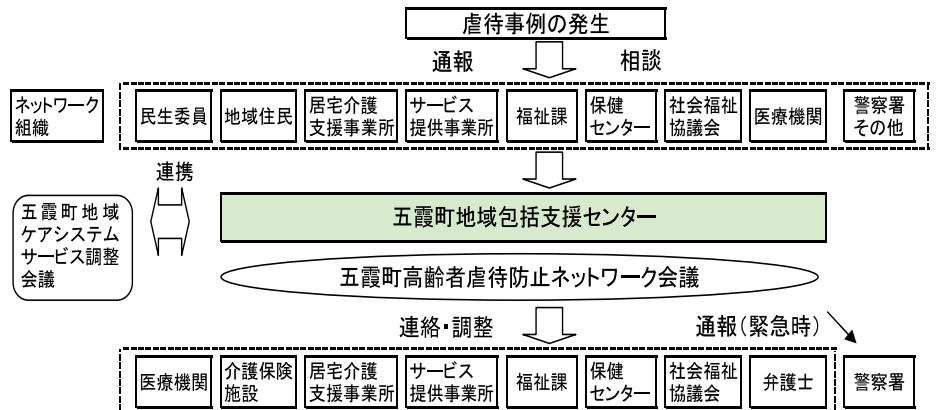 虐待事例の発生
通報
相談
ネットワーク
組織
民生委員
地域住民
居宅介護
支援事業所
サービス
提供事業所
福祉課
保健
センター
社会福祉
協議会
医療機関
警察署
その他
連携
五霞町地域
ケアシステム
サービス調整
会議
五霞町地域包括支援センター
五霞町高齢者虐待防止ネットワーク会議
連絡・調整
通報（緊急時）
医療機関
介護保険
施設
居宅介護
支援事業所
サービス
提供事業所
福祉課
保健
センター
社会福祉
協議会
弁護士
警察署